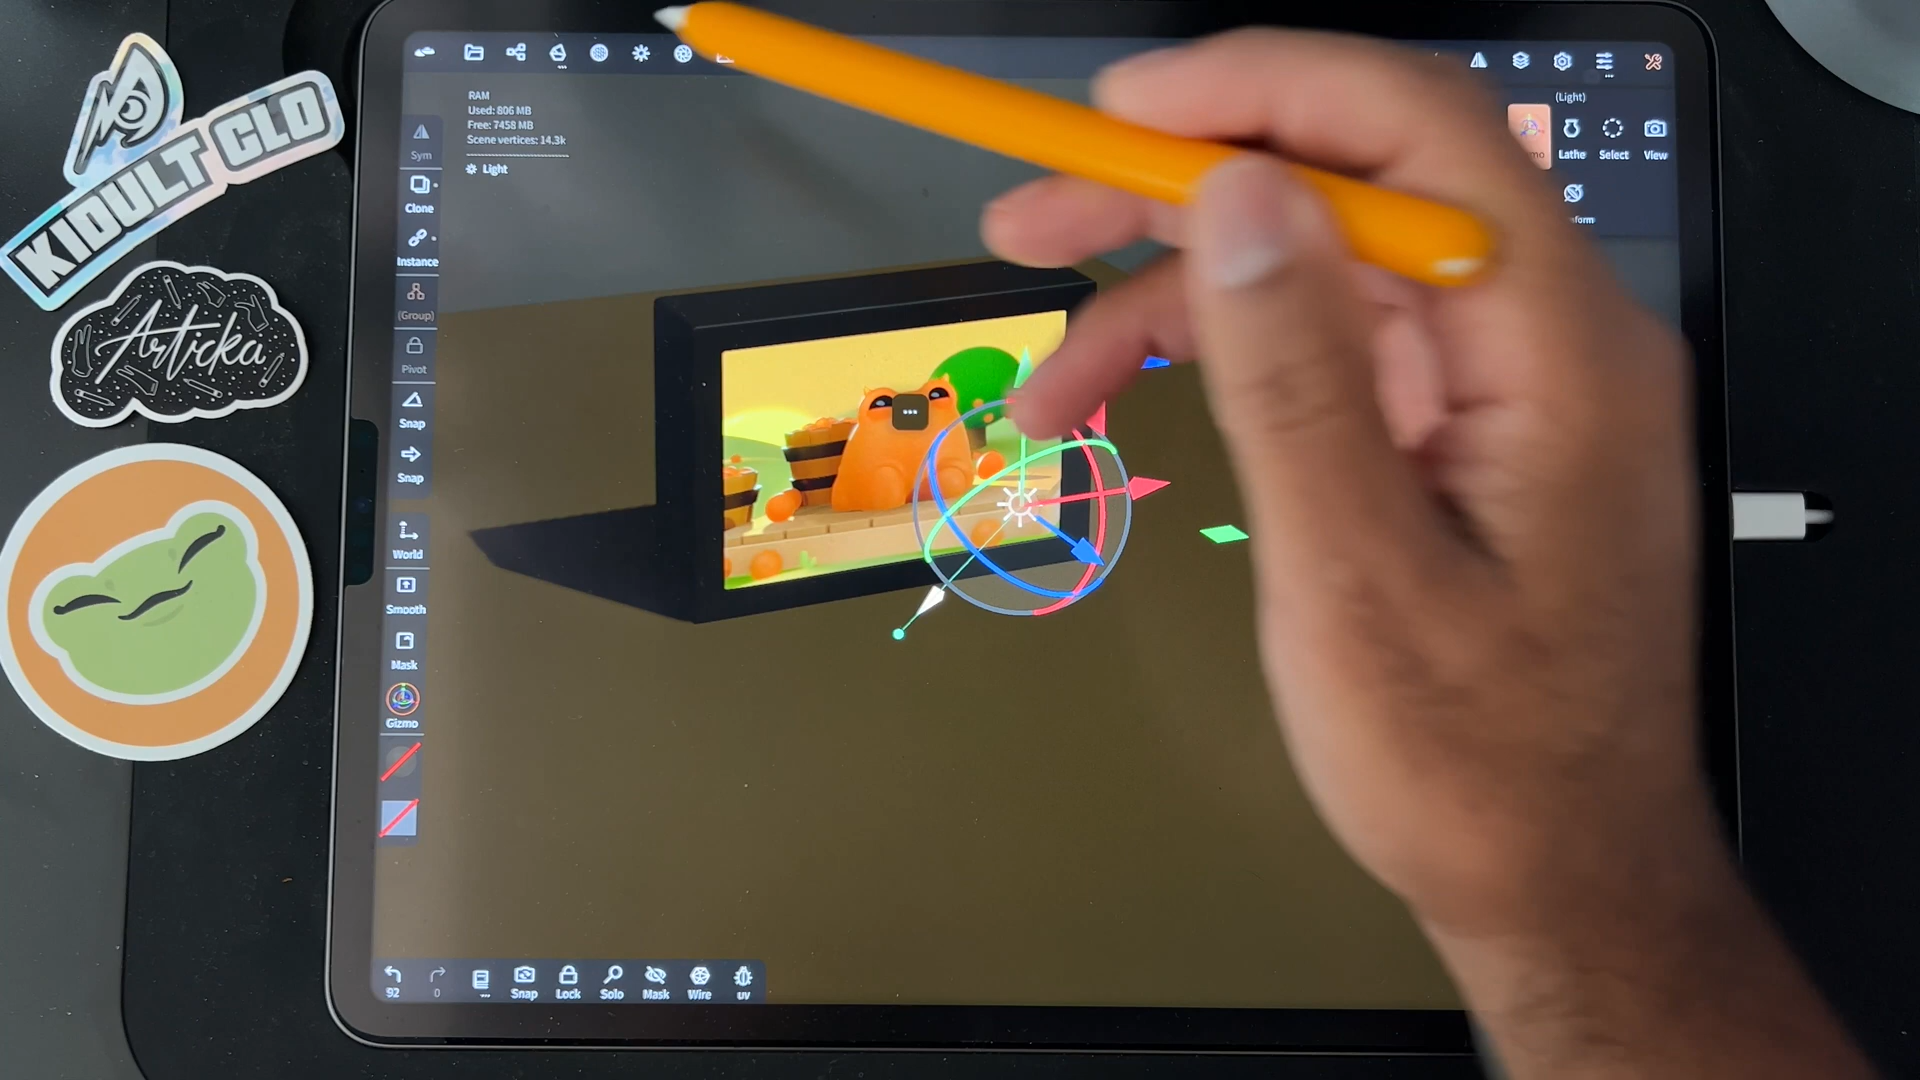 KIDULT CLO
Articka
RAM
Used: 806 MB
Free: 7458 MB
Scene vertices: 14.3k
Light
Sym
Clone
Instance
(Group)
Pivot
Snap
Snap
World
Smooth
Mask
Gizmo
(Light)
Lathe
Select
View
92
0
Snap
Lock
Solo
Mask
Wire
UV